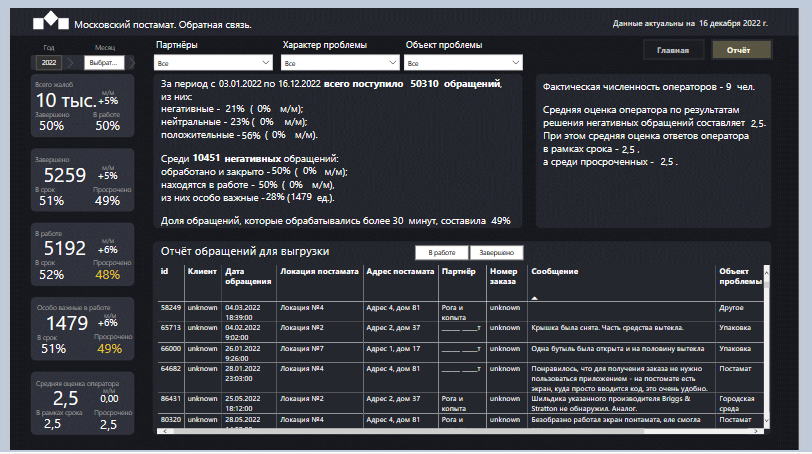 Московский постамат. Обратная связь.
Данные актуальны на 16 декабря 2022 г.
Год Месяц
2022 Выбрат...
Партнёры Характер проблемы Объект проблемы
Все Все Все
Главная Отчёт
Всего жалоб
10 тыс. м/м +5%
Завершено В работе
50% 50%
Завершено
5259 м/м +5%
В срок Просрочено
51% 49%
В работе
5192 м/м +6%
В срок Просрочено
52% 48%
Особо важные в работе
1479 м/м +6%
В срок Просрочено
51% 49%
Средняя оценка оператора
2,5 м/м 0,00
В рамках срока Просрочено
2,5 2,5
За период с 03.01.2022 по 16.12.2022 всего поступило 50310 обращений,
из них:
негативные - 21% ( 0% м/м);
нейтральные - 23% ( 0% м/м);
положительные - 56% ( 0% м/м).
Среди 10451 негативных обращений:
обработано и закрыто - 50% ( 0% м/м);
находятся в работе - 50% ( 0% м/м),
из них особо важные - 28% (1479 ед.).
Доля обращений, которые обрабатывались более 30 минут, составила 49%
Фактическая численность операторов - 9 чел.
Средняя оценка оператора по результатам
решения негативных обращений составляет 2,5.
При этом средняя оценка ответов оператора
в рамках срока - 2,5 ,
а среди просроченных - 2,5 .
Отчёт обращений для выгрузки
В работе Завершено
id Клиент Дата обращения Локация постамата Адрес постамата Партнёр Номер заказа Сообщение Объект проблемы
58249 unknown 04.03.2022 18:39:00 Локация №4 Адрес 4, дом 81 Рога и копыта unknown Другое
65713 unknown 04.02.2022 9:02:00 Локация №2 Адрес 2, дом 37 _____ _____т unknown Крышка была снята. Часть средства вытекла. Упаковка
66000 unknown 26.01.2022 9:26:00 Локация №7 Адрес 1, дом 17 _____ _____т unknown Одна бутыль была открыта и на половину вытекла Упаковка
64682 unknown 28.01.2022 23:03:00 Локация №4 Адрес 4, дом 81 _____ _____т unknown Понравилось, что для получения заказа не нужно пользоваться приложением - на постамате есть экран, куда просто вводится код, это очень удобно. Постамат
86431 unknown 25.05.2022 18:12:00 Локация №2 Адрес 2, дом 37 Рога и копыта unknown Шильдика указанного производителя Briggs & Stratton не обнаружил. Аналог. Городская среда
80320 unknown 28.05.2022 Локация №4 Адрес 4, дом 81 Рога и unknown Безобразно работал экран понтамата, еле смогла Постамат